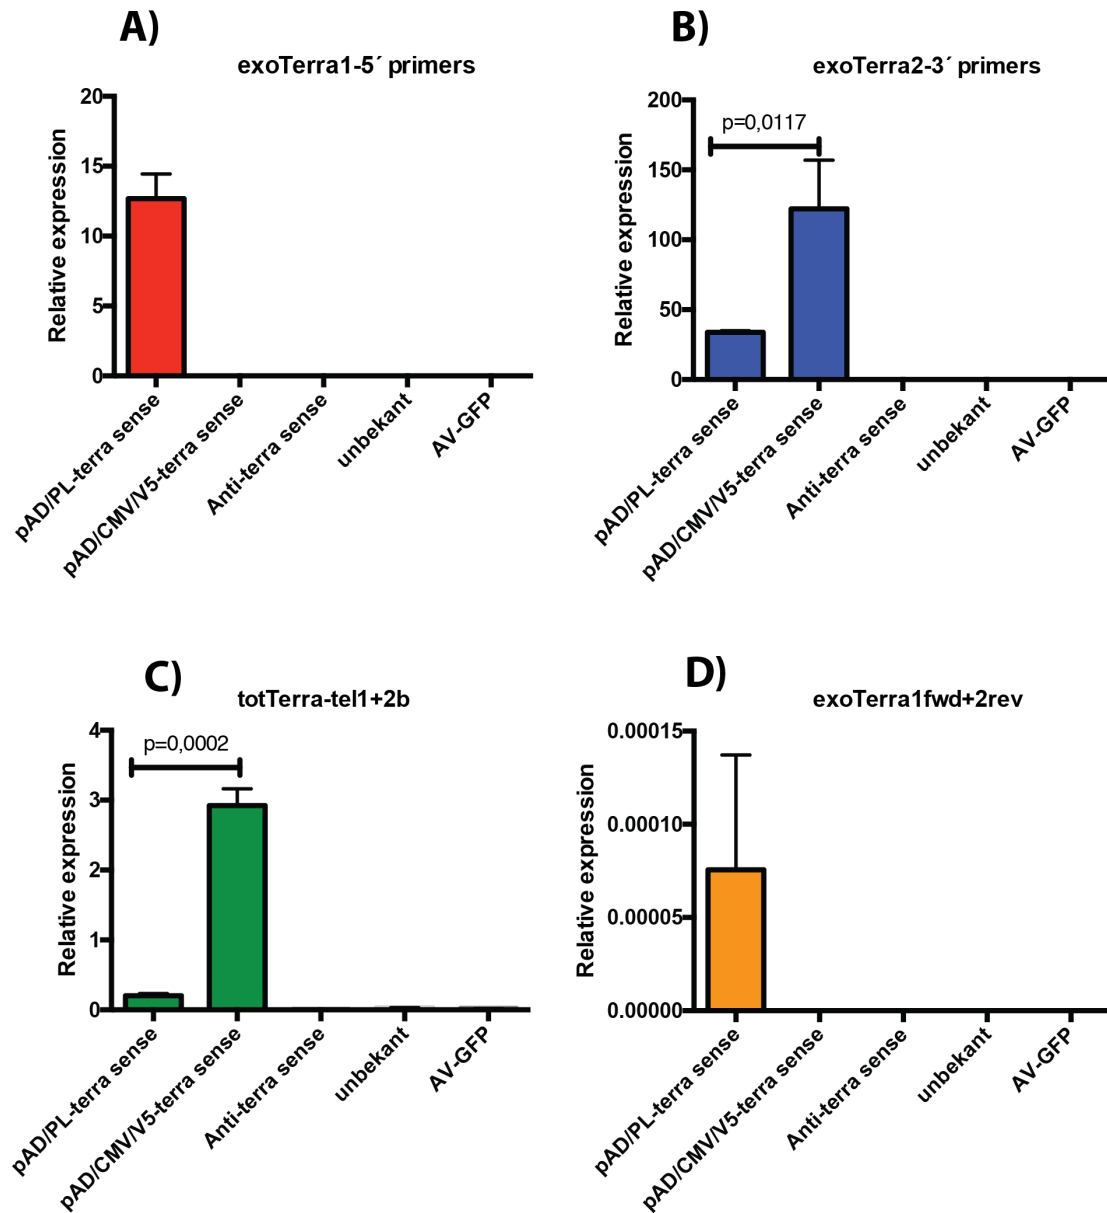 A)
exoTerra1-5´ primers
Relative expression
20
15
10
5
0
pAD/PL-terra sense
pAD/CMV/V5-terra sense
Anti-terra sense
unbekant
AV-GFP
B)
exoTerra2-3´ primers
Relative expression
200
150
100
50
0
p=0,0117
pAD/PL-terra sense
pAD/CMV/V5-terra sense
Anti-terra sense
unbekant
AV-GFP
C)
totTerra-tel1+2b
Relative expression
4
3
2
1
0
p=0,0002
pAD/PL-terra sense
pAD/CMV/V5-terra sense
Anti-terra sense
unbekant
AV-GFP
D)
exoTerra1fwd+2rev
Relative expression
0.00015
0.00010
0.00005
0.00000
pAD/PL-terra sense
pAD/CMV/V5-terra sense
Anti-terra sense
unbekant
AV-GFP